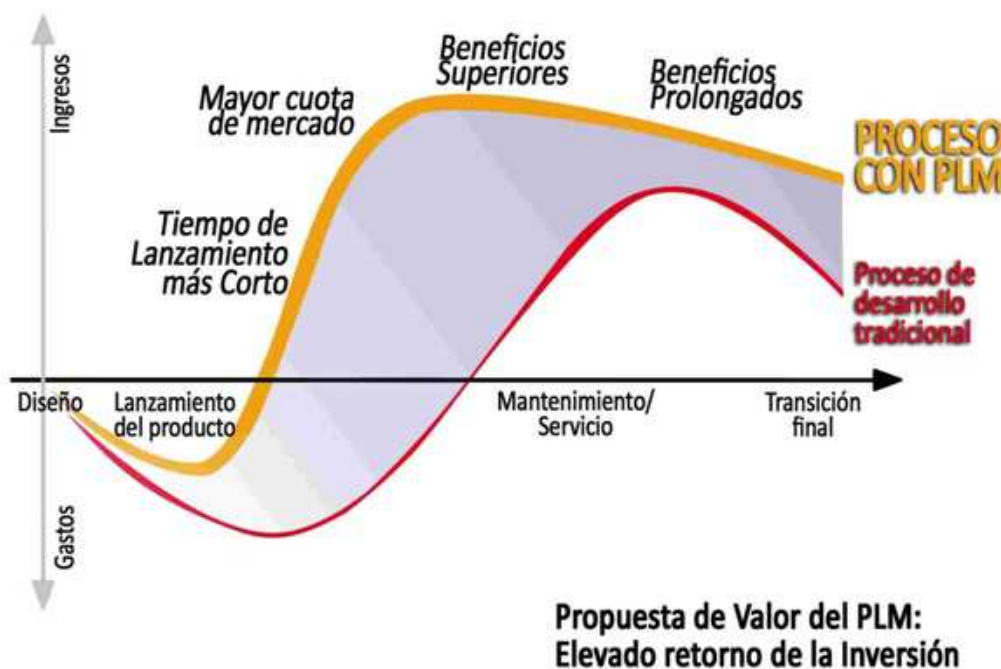 Ingresos
Beneficios
Superiores
Beneficios
Prolongados
Mayor cuota
de mercado
PROCESO
CON PLM
Tiempo de
Lanzamiento
más Corto
Proceso de
desarrollo
tradicional
Diseño
Lanzamiento
del producto
Mantenimiento/
Servicio
Transición
final
Gastos
Propuesta de Valor del PLM:
Elevado retorno de la Inversión